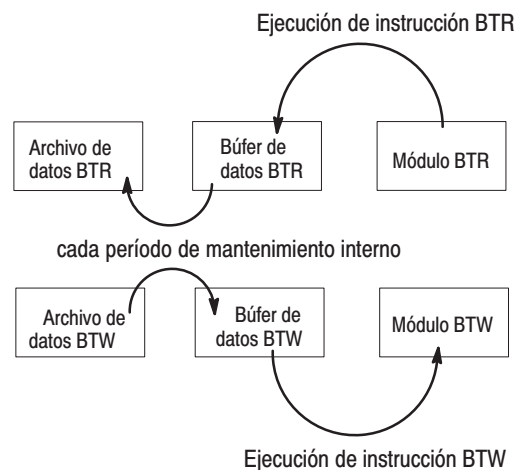 Ejecución de instrucción BTR
Archivo de
datos BTR
Búfer de
datos BTR
Módulo BTR
cada período de mantenimiento interno
Archivo de
datos BTW
Búfer de
datos BTW
Módulo BTW
Ejecución de instrucción BTW